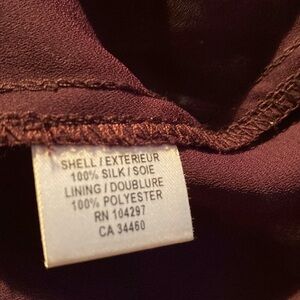 SHELL / EXTERIEUR
100% SILK / SOIE
LINING / DOUBLURE
100% POLYESTER
RN 104297
CA 34460